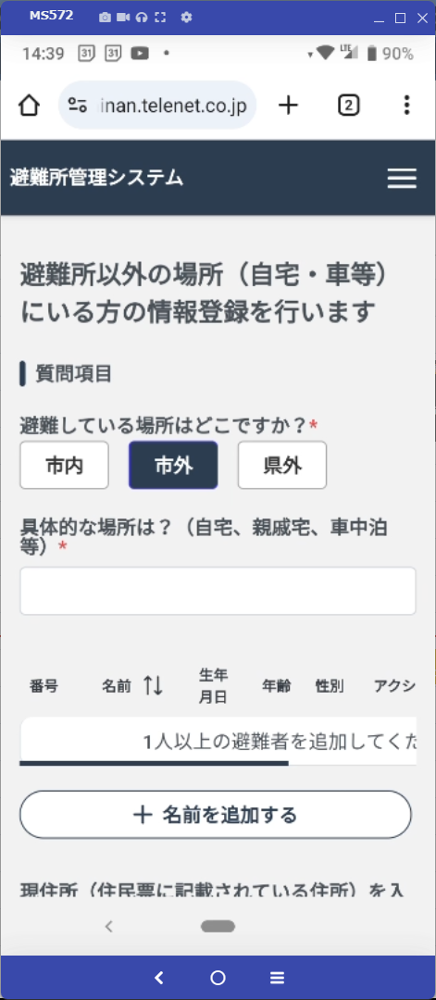 MS572
14:39 31 31 LTE 90%
inan.telenet.co.jp 2
避難所管理システム
避難所以外の場所（自宅・車等）
にいる方の情報登録を行います
質問項目
避難している場所はどこですか？*
市内 市外 県外
具体的な場所は？（自宅、親戚宅、車中泊
等）*
番号 名前 ↑↓ 生年
月日 年齢 性別 アクシ
1人以上の避難者を追加してくだ
＋ 名前を追加する
現住所（住民票に記載されている住所）を入